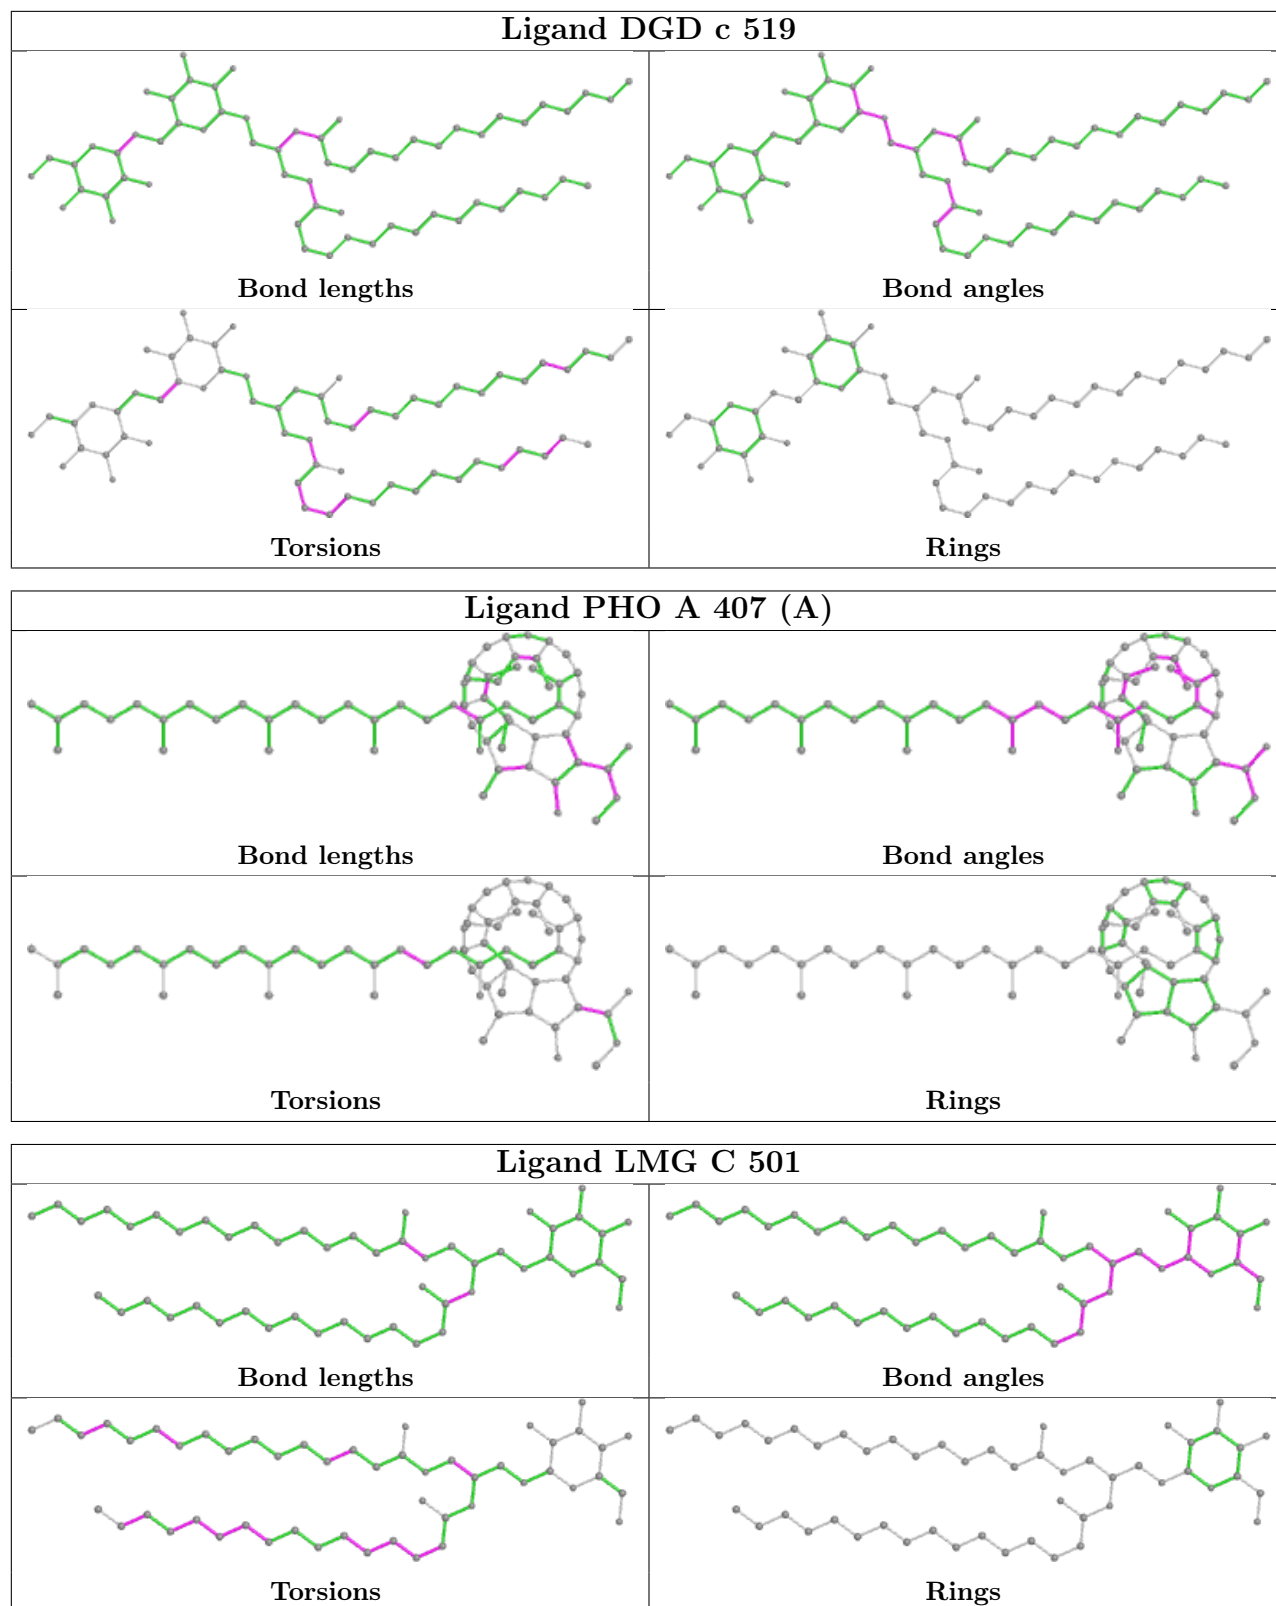 Ligand DGD c 519
Bond lengths
Bond angles
Torsions
Rings
Ligand PHO A 407 (A)
Bond lengths
Bond angles
Torsions
Rings
Ligand LMG C 501
Bond lengths
Bond angles
Torsions
Rings